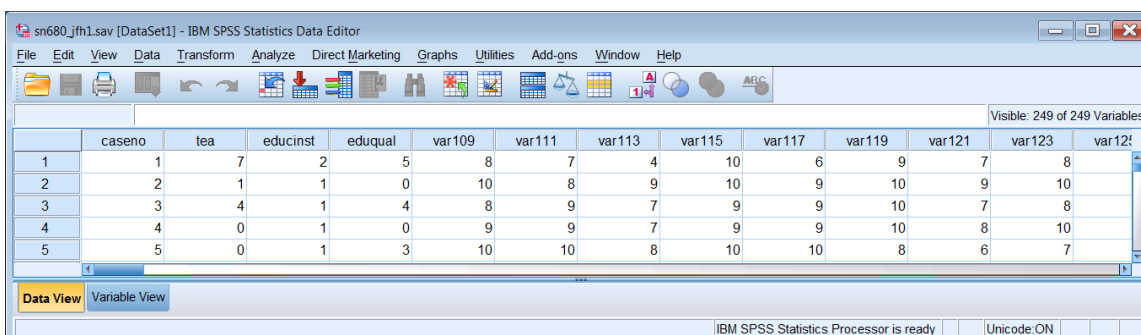 sn680_jfh1.sav [DataSet1] - IBM SPSS Statistics Data Editor
File Edit View Data Transform Analyze Direct Marketing Graphs Utilities Add-ons Window Help
Visible: 249 of 249 Variables
caseno tea educinst eduqual var109 var111 var113 var115 var117 var119 var121 var123 var125
1 1 7 2 5 8 7 4 10 6 9 7 8
2 2 1 1 0 10 8 9 10 9 10 9 10
3 3 4 1 4 8 9 7 9 9 10 7 8
4 4 0 1 0 9 9 7 9 9 10 8 10
5 5 0 1 3 10 10 8 10 10 8 6 7
Data View Variable View
IBM SPSS Statistics Processor is ready Unicode:ON